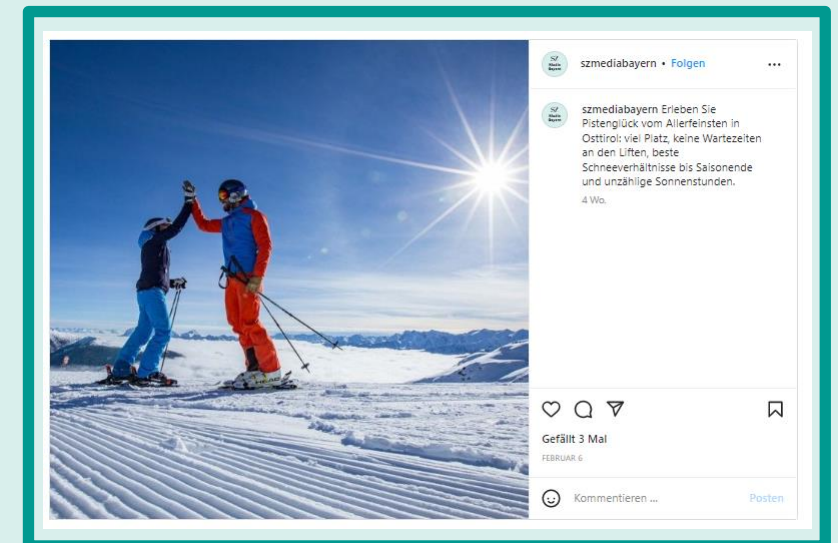 szmediabayern • Folgen
szmediabayern Erleben Sie
Pistenglück vom Allerfeinsten in
Osttirol: viel Platz, keine Wartezeiten
an den Liften, beste
Schneeverhältnisse bis Saisonende
und unzählige Sonnenstunden.
4 Wo.
Gefällt 3 Mal
FEBRUAR 6
Kommentieren ...
Posten
HEAD